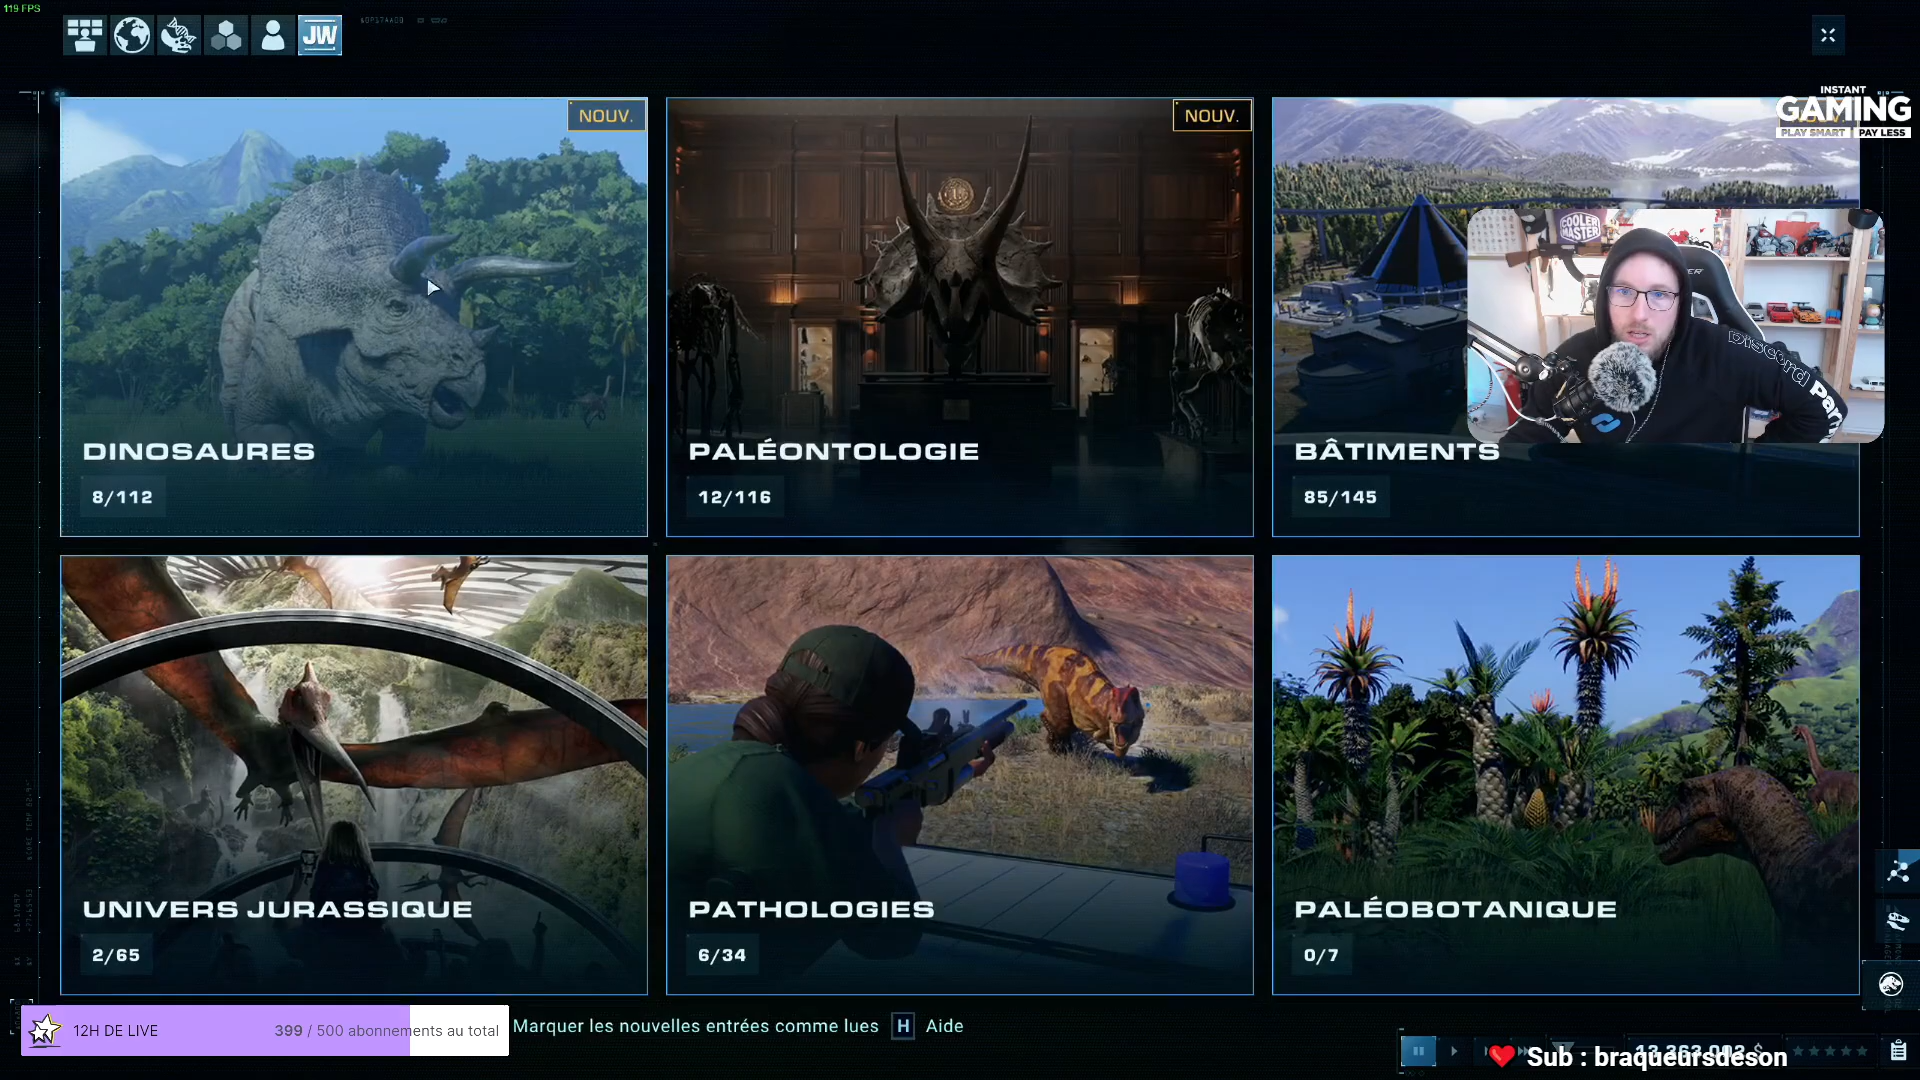 119 FPS
JW
INSTANT
GAMING
PLAY SMART PAY LESS
NOUV.
NOUV.
COOLER
MASTER
Discord
DINOSAURES
8/112
PALÉONTOLOGIE
12/116
BÂTIMENTS
85/145
UNIVERS JURASSIQUE
2/65
PATHOLOGIES
6/34
PALÉOBOTANIQUE
0/7
12H DE LIVE
399 / 500 abonnements au total
Marquer les nouvelles entrées comme lues
H
Aide
Sub : braqueursdeson